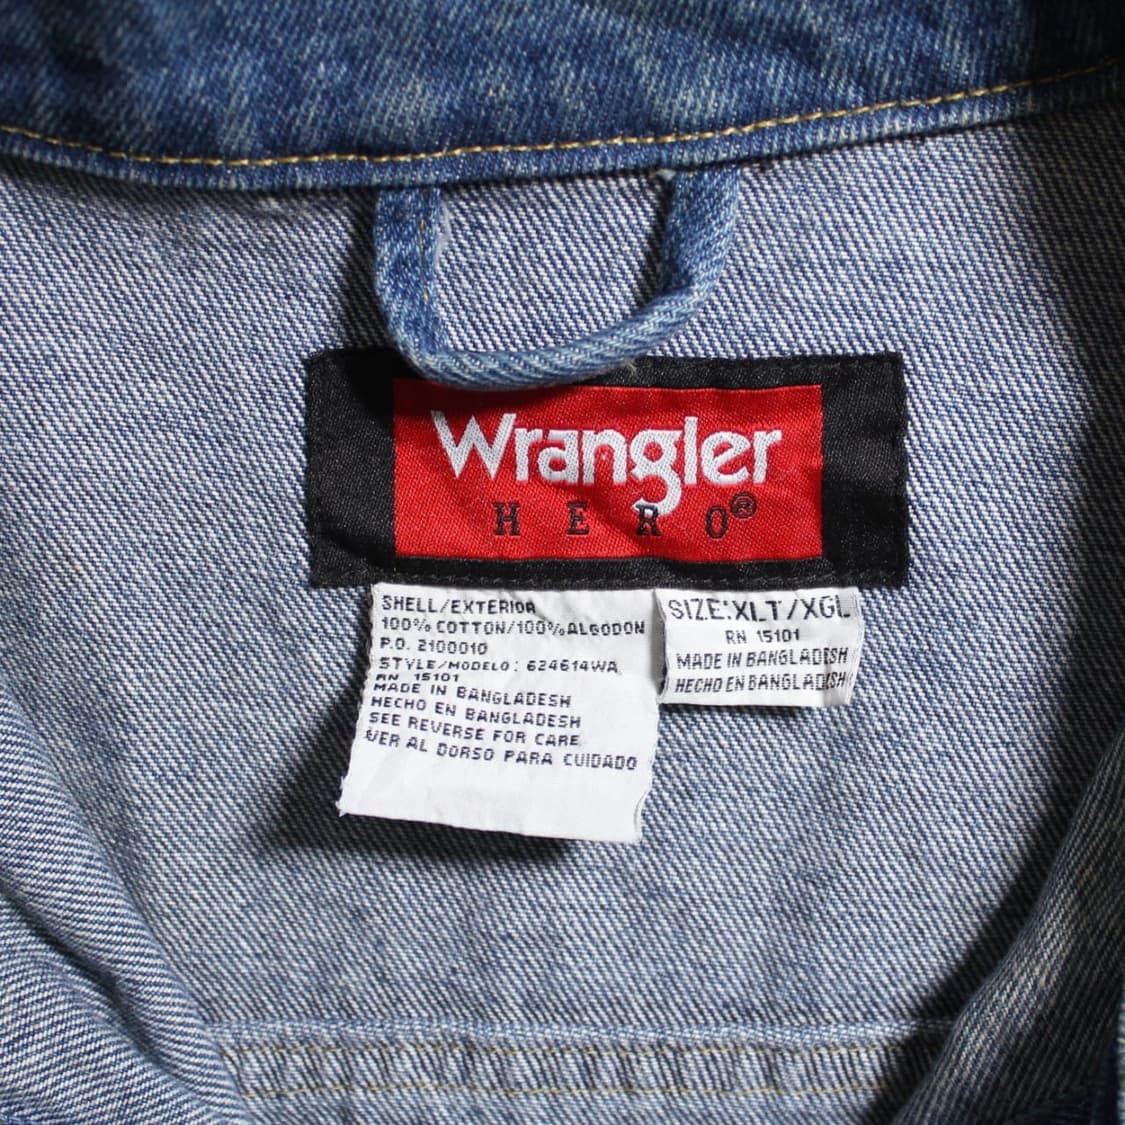 Wrangler
HERO®
SHELL/EXTERIOR
100% COTTON/100% ALGODON
P.O. 2100010
STYLE/MODELO: 624614WA
RN 15101
MADE IN BANGLADESH
HECHO EN BANGLADESH
SEE REVERSE FOR CARE
VER AL DORSO PARA CUIDADO
SIZE:XLT/XGL
RN 15101
MADE IN BANGLADESH
HECHO EN BANGLADESH